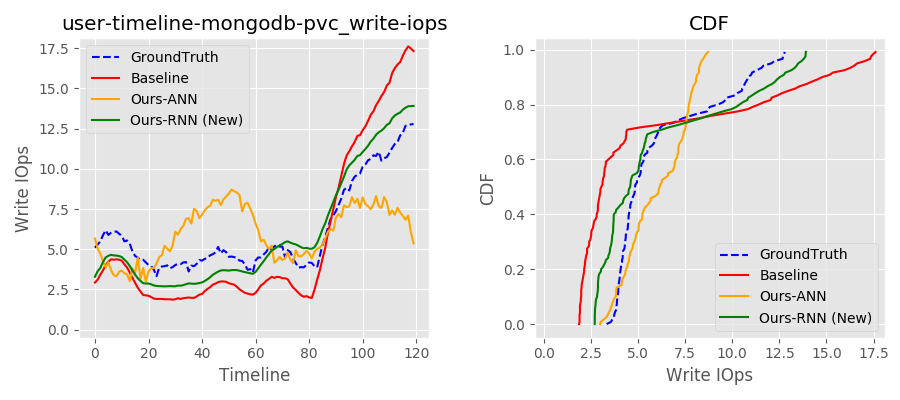 user-timeline-mongodb-pvc_write-iops
GroundTruth
Baseline
Ours-ANN
Ours-RNN (New)
Write IOps
17.5
15.0
12.5
10.0
7.5
5.0
2.5
0.0
0 20 40 60 80 100 120
Timeline
CDF
CDF
1.0
0.8
0.6
0.4
0.2
0.0
GroundTruth
Baseline
Ours-ANN
Ours-RNN (New)
0.0 2.5 5.0 7.5 10.0 12.5 15.0 17.5
Write IOps